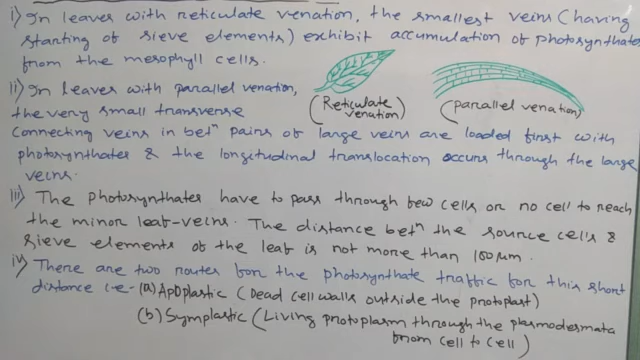 i) In leaves with reticulate venation, the smallest veins (having
starting of sieve elements) exhibit accumulation of photosynthates
from the mesophyll cells.
ii) In leaves with parallel venation,
the very small transverse
(Reticulate venation)
(parallel venation)
connecting veins in betⁿ pairs of large veins are loaded first with
photosynthates & the longitudinal translocation occurs through the large
veins.
iii) The photosynthates have to pass through few cells or no cell to reach
the minor leaf-veins. The distance betⁿ the source cells &
sieve elements of the leaf is not more than 100μm.
iv) There are two routes for the photosynthate traffic for this short
distance i.e- (a) Apoplastic (Dead cell walls outside the protoplast)
(b) Symplastic (Living protoplasm through the plasmodermata
from cell to cell)